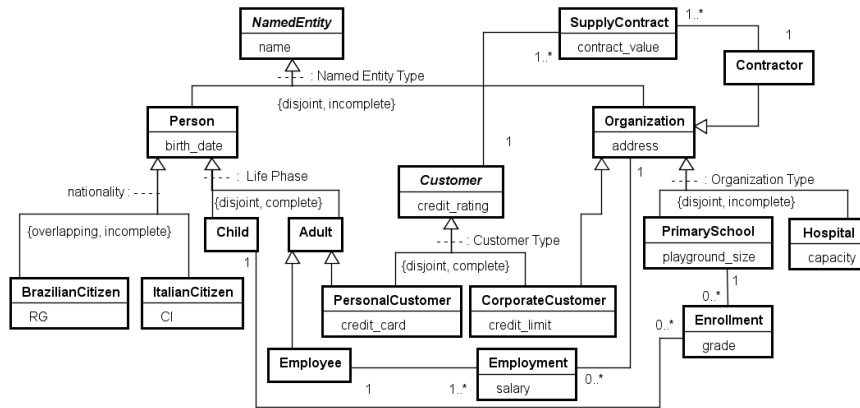 NamedEntity
name
SupplyContract
contract_value
1..*
1
1..*
Contractor
: Named Entity Type
{disjoint, incomplete}
Person
birth_date
Organization
address
1
1
nationality :
: Life Phase
{disjoint, complete}
Customer
credit_rating
: Organization Type
{disjoint, incomplete}
{overlapping, incomplete}
Child
Adult
: Customer Type
{disjoint, complete}
PrimarySchool
playground_size
Hospital
capacity
1
1
BrazilianCitizen
RG
ItalianCitizen
CI
PersonalCustomer
credit_card
CorporateCustomer
credit_limit
0..*
0..*
Enrollment
grade
Employee
1
1..*
Employment
salary
0..*